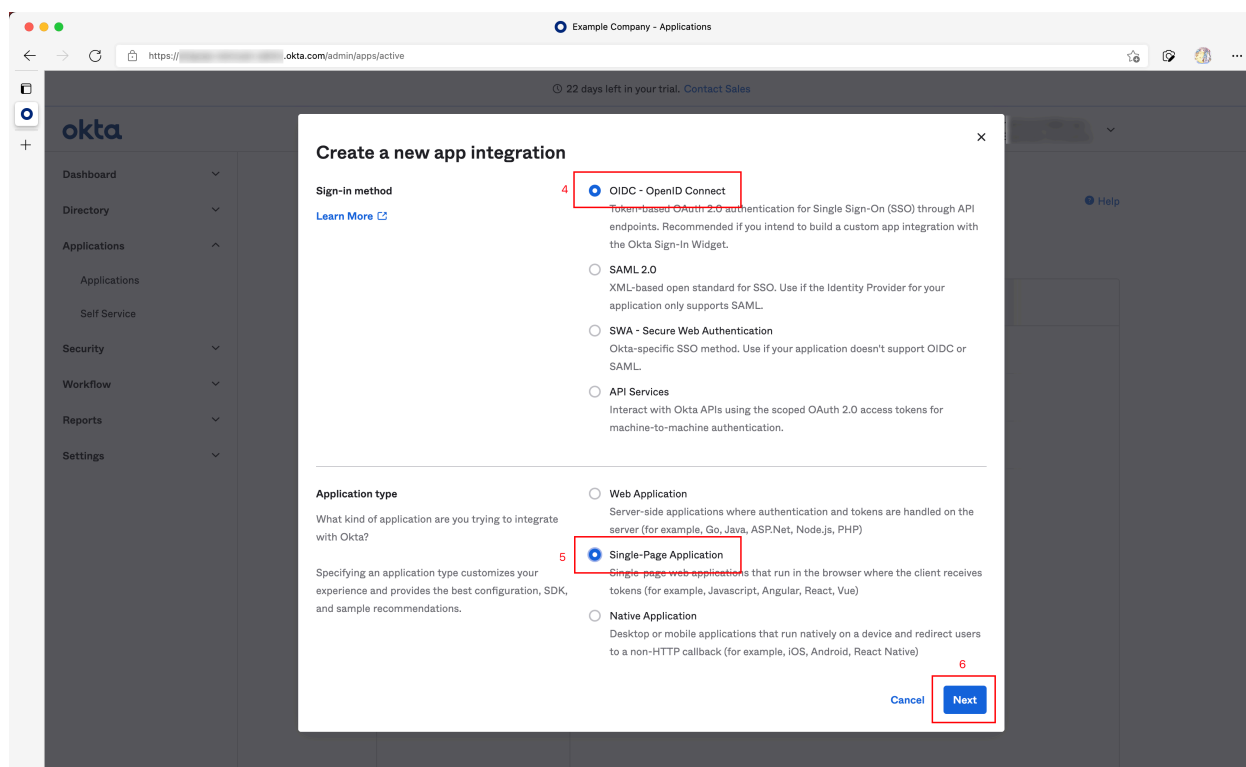 Example Company - Applications
https:// .okta.com/admin/apps/active
22 days left in your trial. Contact Sales
okta
Dashboard
Directory
Applications
Applications
Self Service
Security
Workflow
Reports
Settings
Help
Create a new app integration
Sign-in method
Learn More
4
OIDC - OpenID Connect
Token-based OAuth 2.0 authentication for Single Sign-On (SSO) through API
endpoints. Recommended if you intend to build a custom app integration with
the Okta Sign-In Widget.
SAML 2.0
XML-based open standard for SSO. Use if the Identity Provider for your
application only supports SAML.
SWA - Secure Web Authentication
Okta-specific SSO method. Use if your application doesn't support OIDC or
SAML.
API Services
Interact with Okta APIs using the scoped OAuth 2.0 access tokens for
machine-to-machine authentication.
Application type
What kind of application are you trying to integrate
with Okta?
Specifying an application type customizes your
experience and provides the best configuration, SDK,
and sample recommendations.
Web Application
Server-side applications where authentication and tokens are handled on the
server (for example, Go, Java, ASP.Net, Node.js, PHP)
5
Single-Page Application
Single-page web applications that run in the browser where the client receives
tokens (for example, Javascript, Angular, React, Vue)
Native Application
Desktop or mobile applications that run natively on a device and redirect users
to a non-HTTP callback (for example, iOS, Android, React Native)
6
Cancel
Next